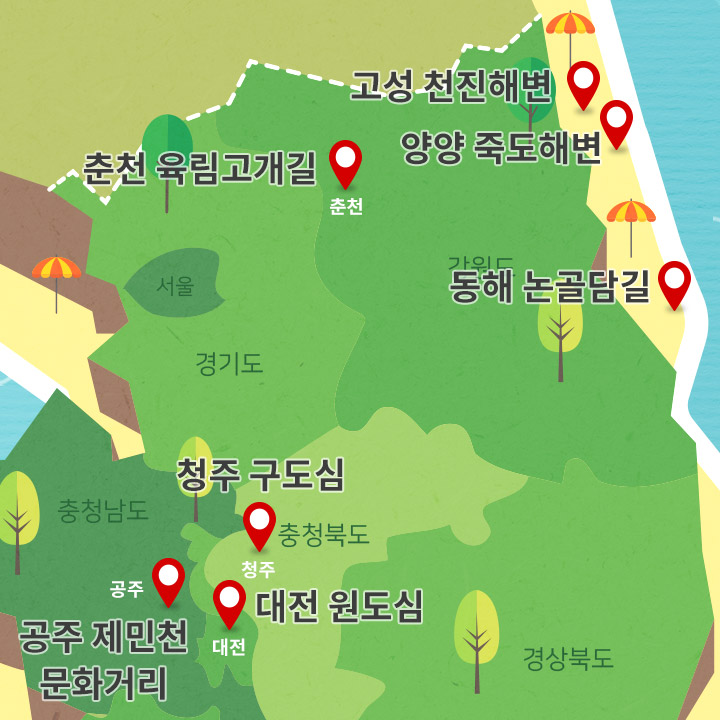 고성 천진해변
양양 죽도해변
춘천 육림고개길
춘천
강원도
동해 논골담길
서울
경기도
청주 구도심
충청남도
충청북도
청주
공주
대전 원도심
공주 제민천
문화거리
대전
경상북도